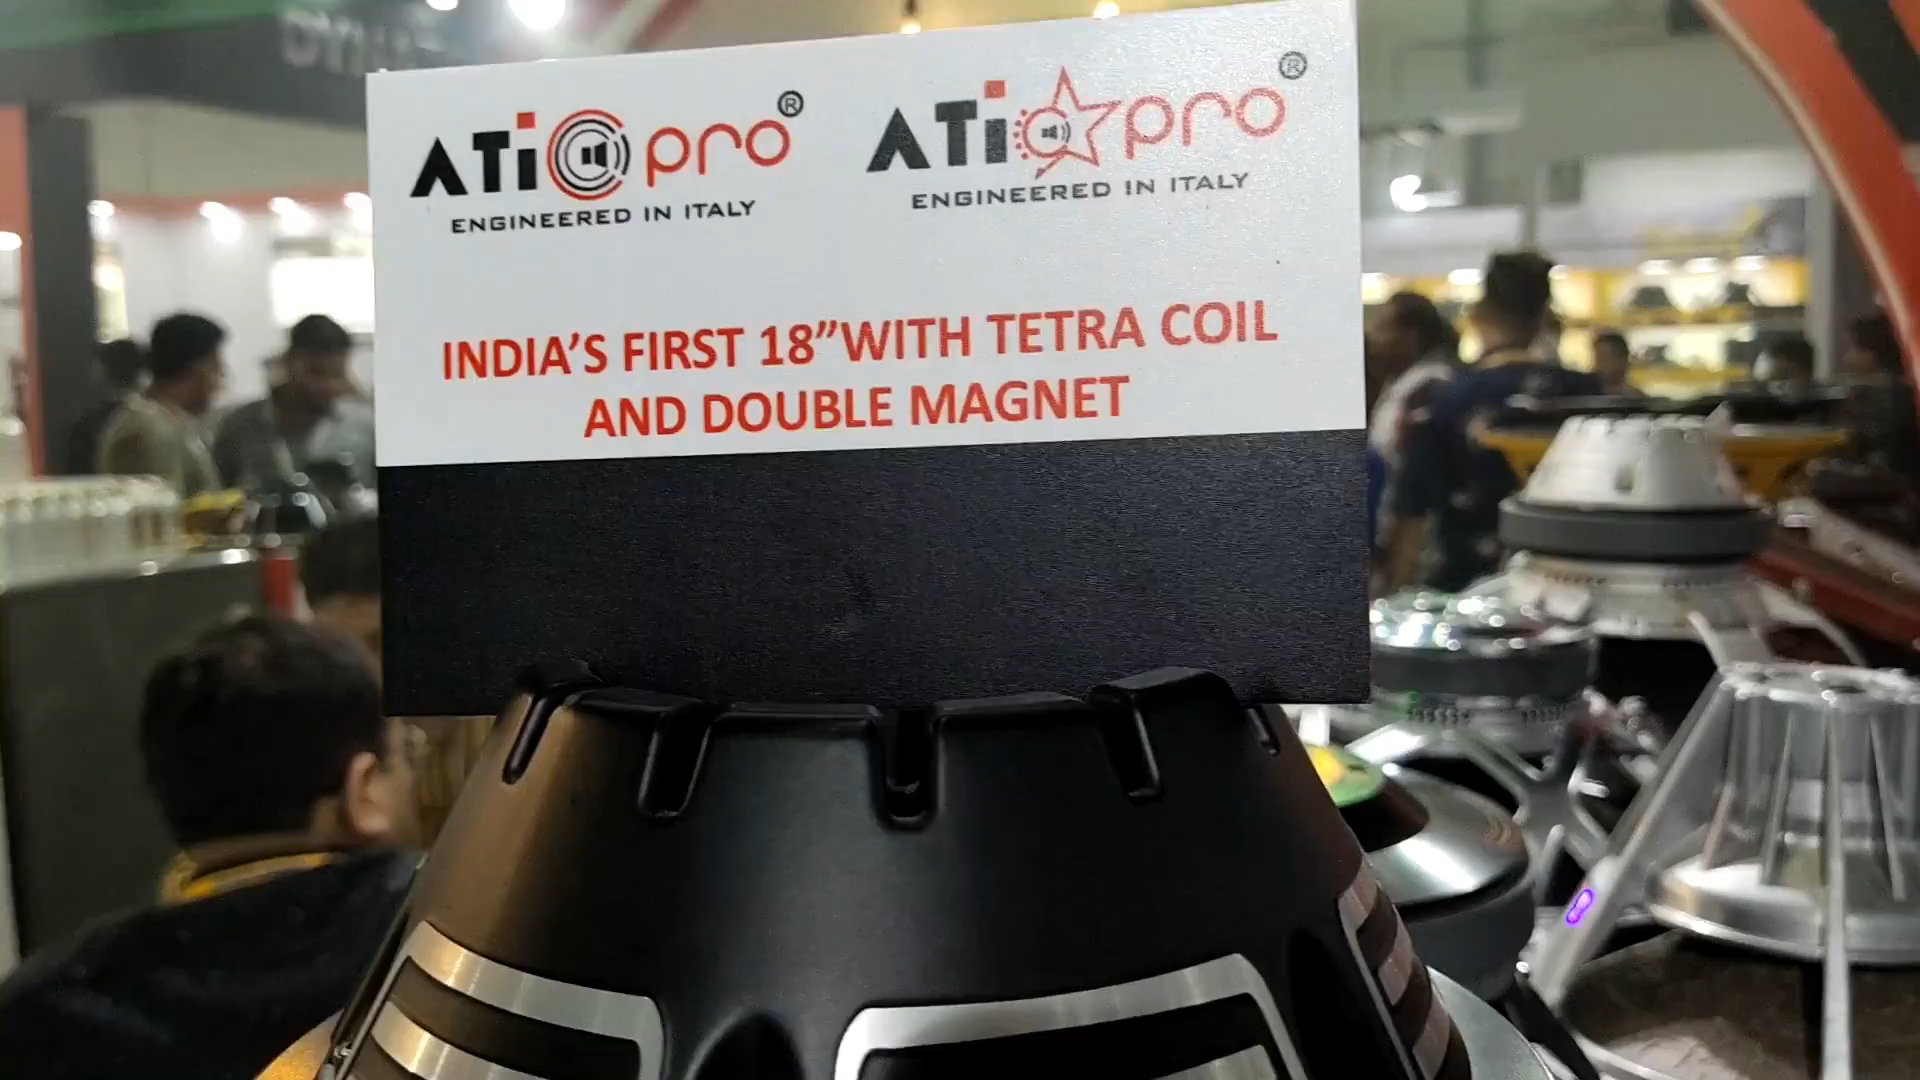 ATi pro ®
ENGINEERED IN ITALY
ATi pro ®
ENGINEERED IN ITALY
INDIA’S FIRST 18”WITH TETRA COIL
AND DOUBLE MAGNET